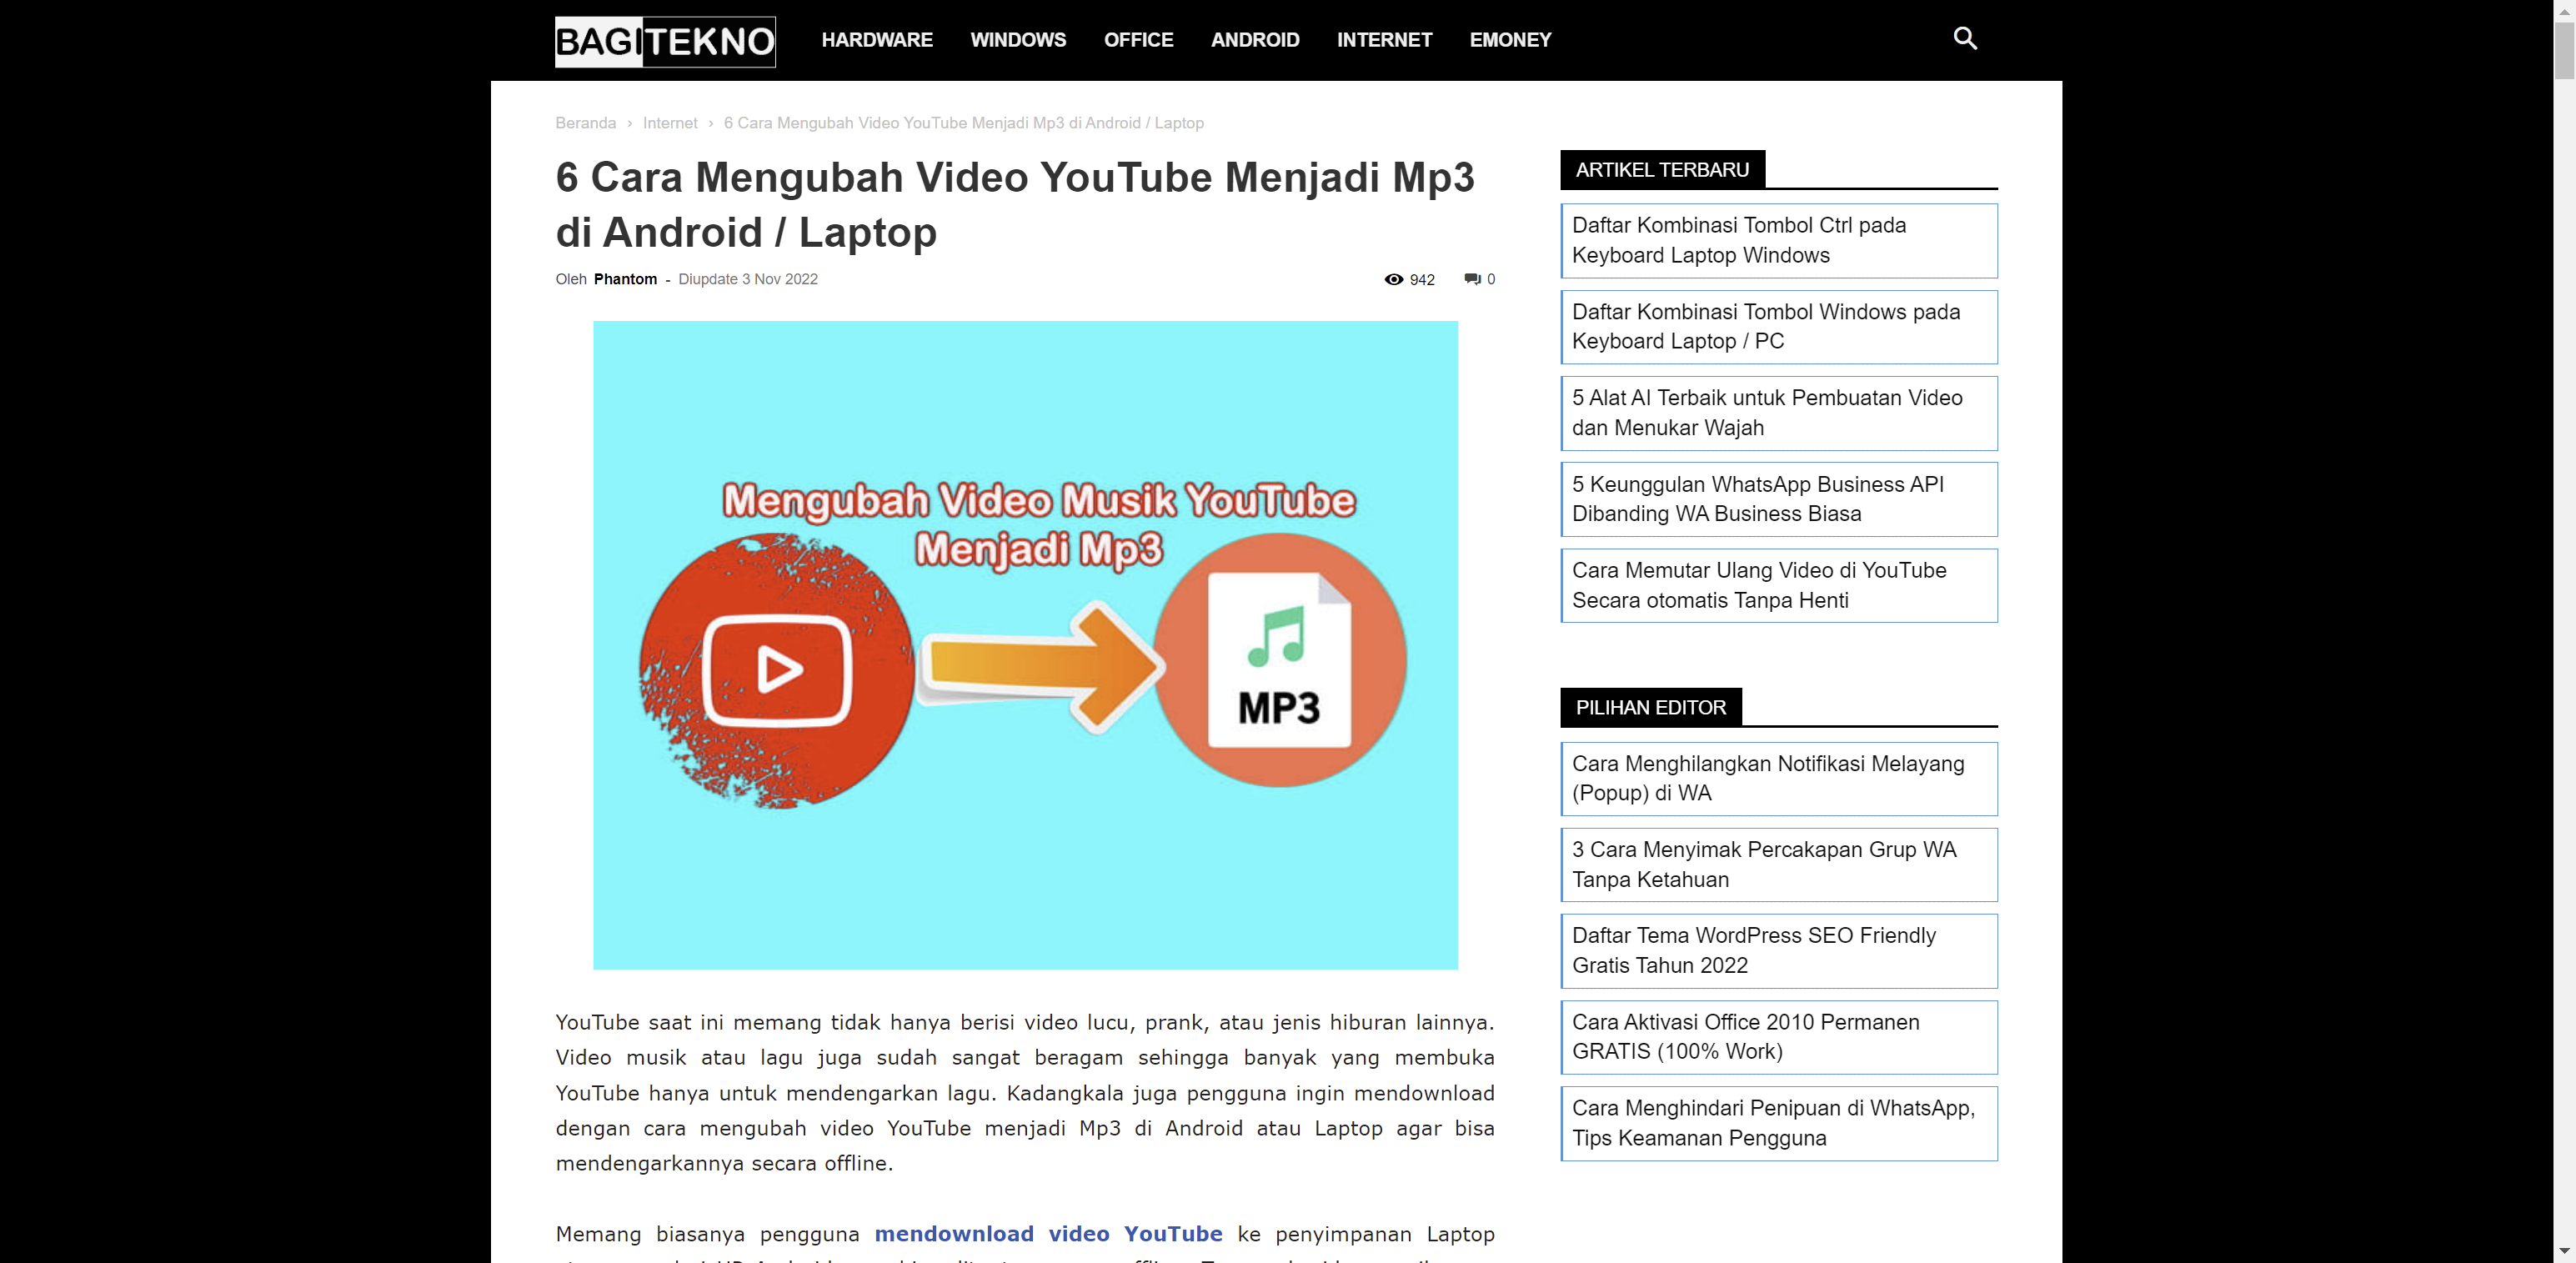 BAGITEKNO
HARDWARE WINDOWS OFFICE ANDROID INTERNET EMONEY
Beranda › Internet › 6 Cara Mengubah Video YouTube Menjadi Mp3 di Android / Laptop
6 Cara Mengubah Video YouTube Menjadi Mp3
di Android / Laptop
Oleh Phantom - Diupdate 3 Nov 2022
942 0
Mengubah Video Musik YouTube
Menjadi Mp3
MP3
YouTube saat ini memang tidak hanya berisi video lucu, prank, atau jenis hiburan lainnya.
Video musik atau lagu juga sudah sangat beragam sehingga banyak yang membuka
YouTube hanya untuk mendengarkan lagu. Kadangkala juga pengguna ingin mendownload
dengan cara mengubah video YouTube menjadi Mp3 di Android atau Laptop agar bisa
mendengarkannya secara offline.
Memang biasanya pengguna mendownload video YouTube ke penyimpanan Laptop
ARTIKEL TERBARU
Daftar Kombinasi Tombol Ctrl pada
Keyboard Laptop Windows
Daftar Kombinasi Tombol Windows pada
Keyboard Laptop / PC
5 Alat AI Terbaik untuk Pembuatan Video
dan Menukar Wajah
5 Keunggulan WhatsApp Business API
Dibanding WA Business Biasa
Cara Memutar Ulang Video di YouTube
Secara otomatis Tanpa Henti
PILIHAN EDITOR
Cara Menghilangkan Notifikasi Melayang
(Popup) di WA
3 Cara Menyimak Percakapan Grup WA
Tanpa Ketahuan
Daftar Tema WordPress SEO Friendly
Gratis Tahun 2022
Cara Aktivasi Office 2010 Permanen
GRATIS (100% Work)
Cara Menghindari Penipuan di WhatsApp,
Tips Keamanan Pengguna